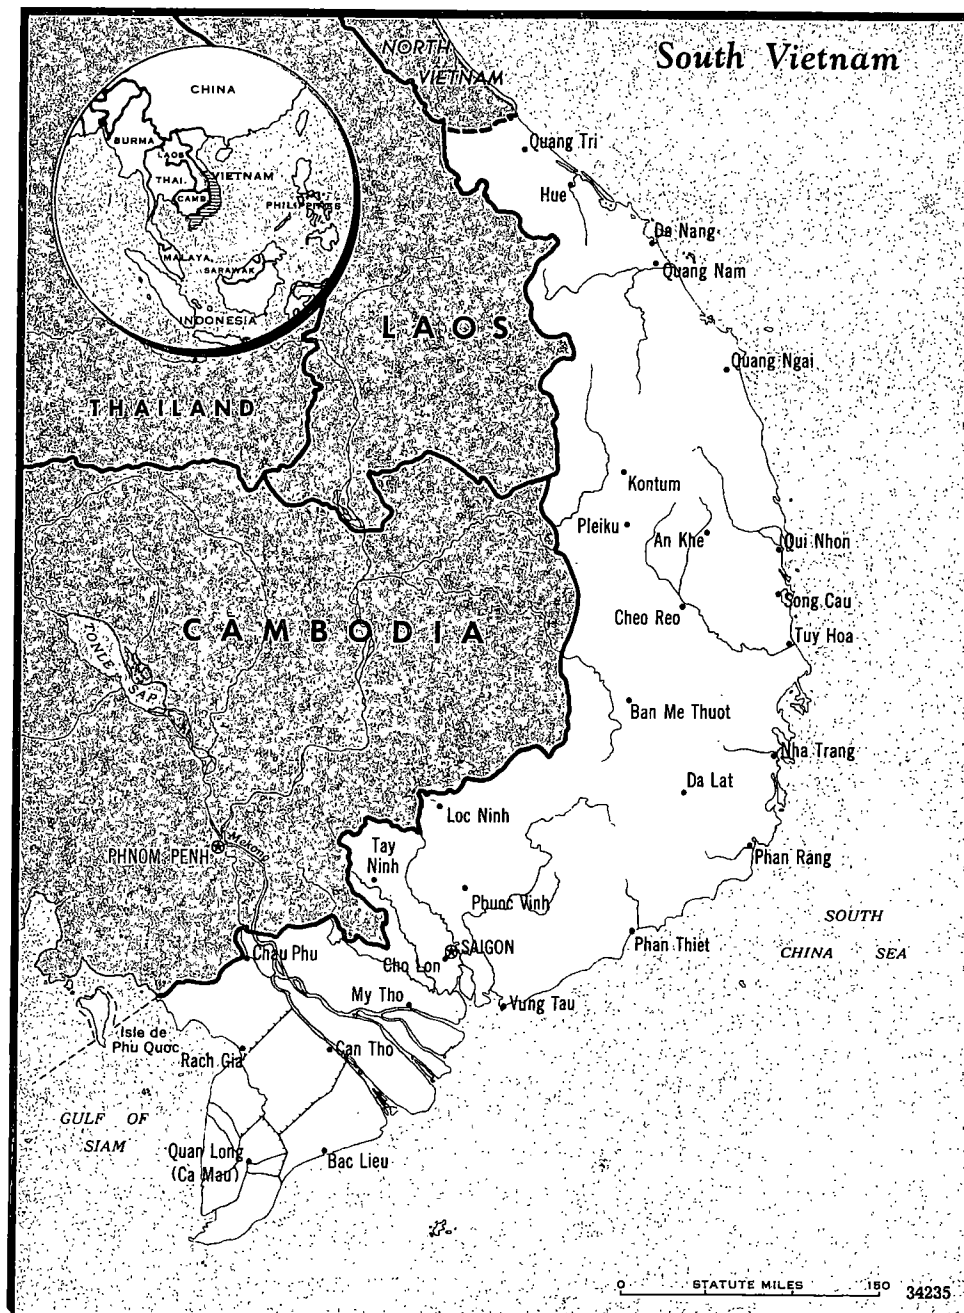 South Vietnam
NORTH
VIETNAM
CHINA
BURMA
LAOS
VIETNAM
THAI.
CAMB.
PHILIPPINES
MALAYA
SARAWAK
INDONESIA
Quang Tri
Hue
Da Nang
Quang Nam
LAOS
Quang Ngai
THAILAND
Kontum
Pleiku
An Khe
Qui Nhon
Song Cau
Cheo Reo
Tuy Hoa
CAMBODIA
TONLE SAP
Ban Me Thuot
Nha Trang
Da Lat
Loc Ninh
Mekong
PHNOM PENH
Tay
Ninh
Phan Rang
Phuoc Vinh
SOUTH
CHINA SEA
Phan Thiet
SAIGON
Cho Lon
Chau Phu
My Tho
Vung Tau
Isle de
Phu Quoc
Rach Gia
Can Tho
GULF OF
SIAM
Quan Long
(Ca Mau)
Bac Lieu
0 STATUTE MILES 150
34235